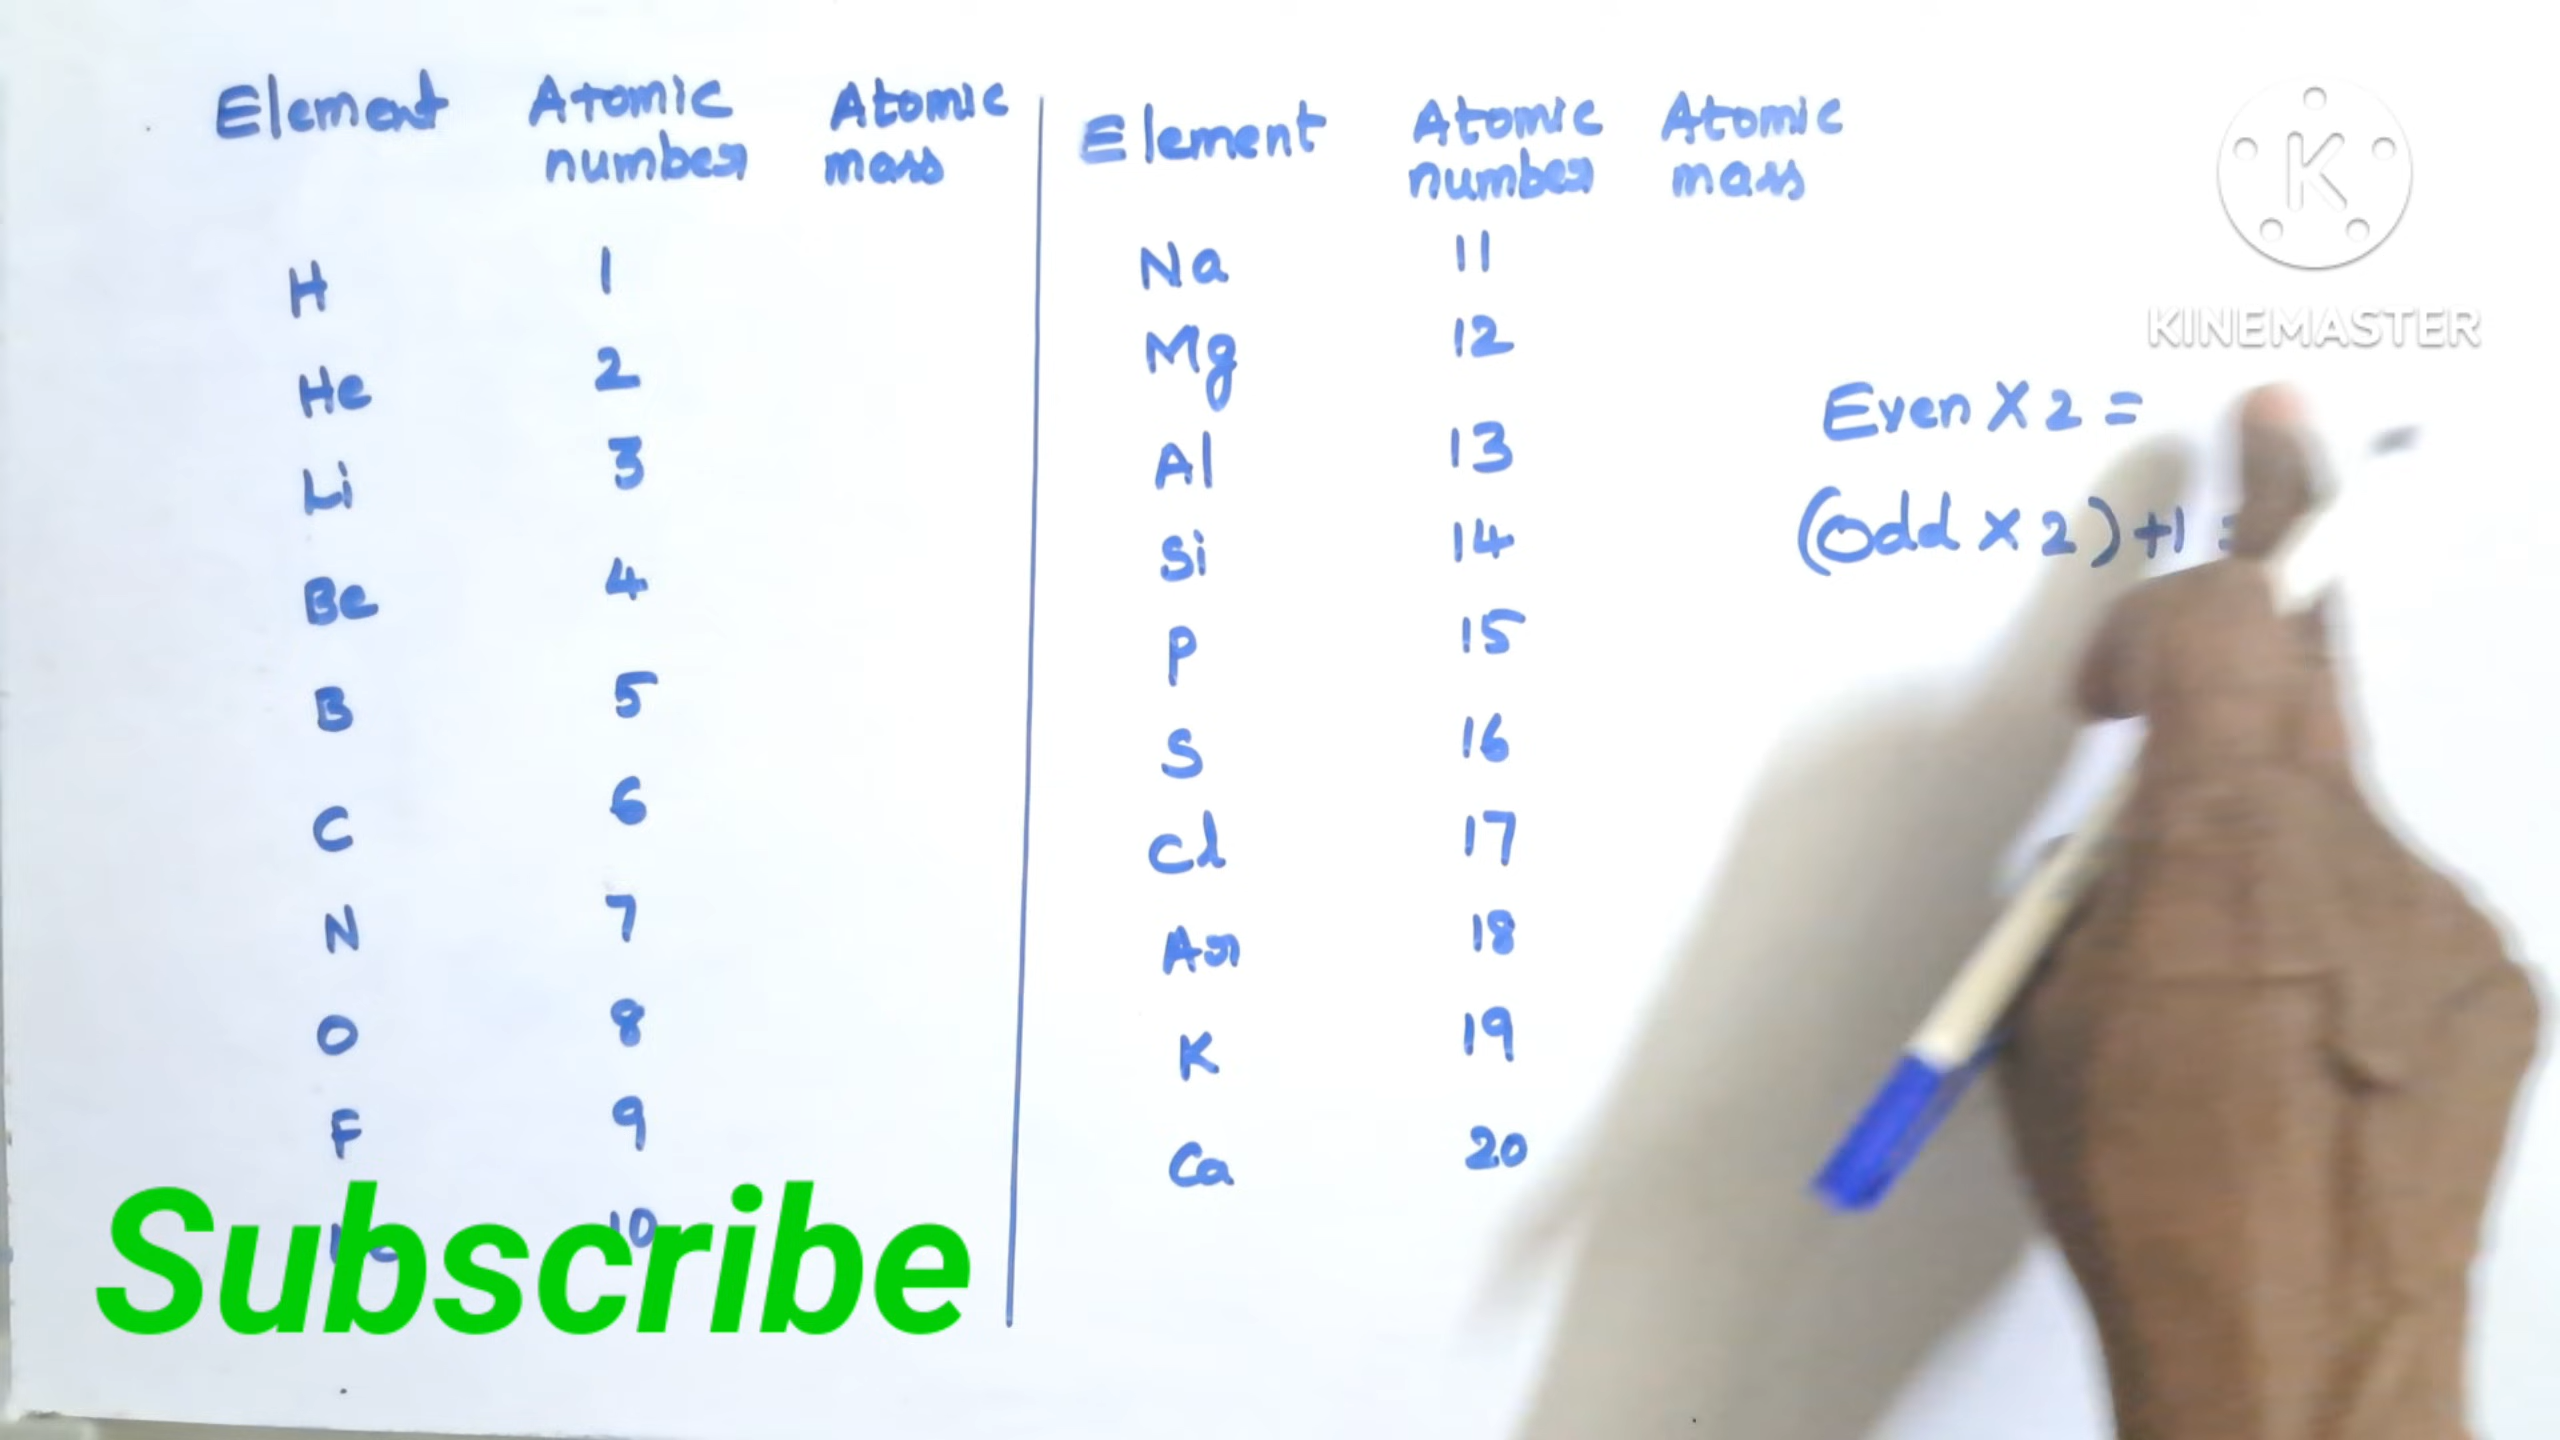 Element Atomic number Atomic mass
H 1
He 2
Li 3
Be 4
B 5
C 6
N 7
O 8
F 9
10
Element Atomic number Atomic mass
Na 11
Mg 12
Al 13
Si 14
P 15
S 16
Cl 17
Ar 18
K 19
Ca 20
Even X 2 =
(Odd X 2) +1 =
K
KINEMASTER
Subscribe